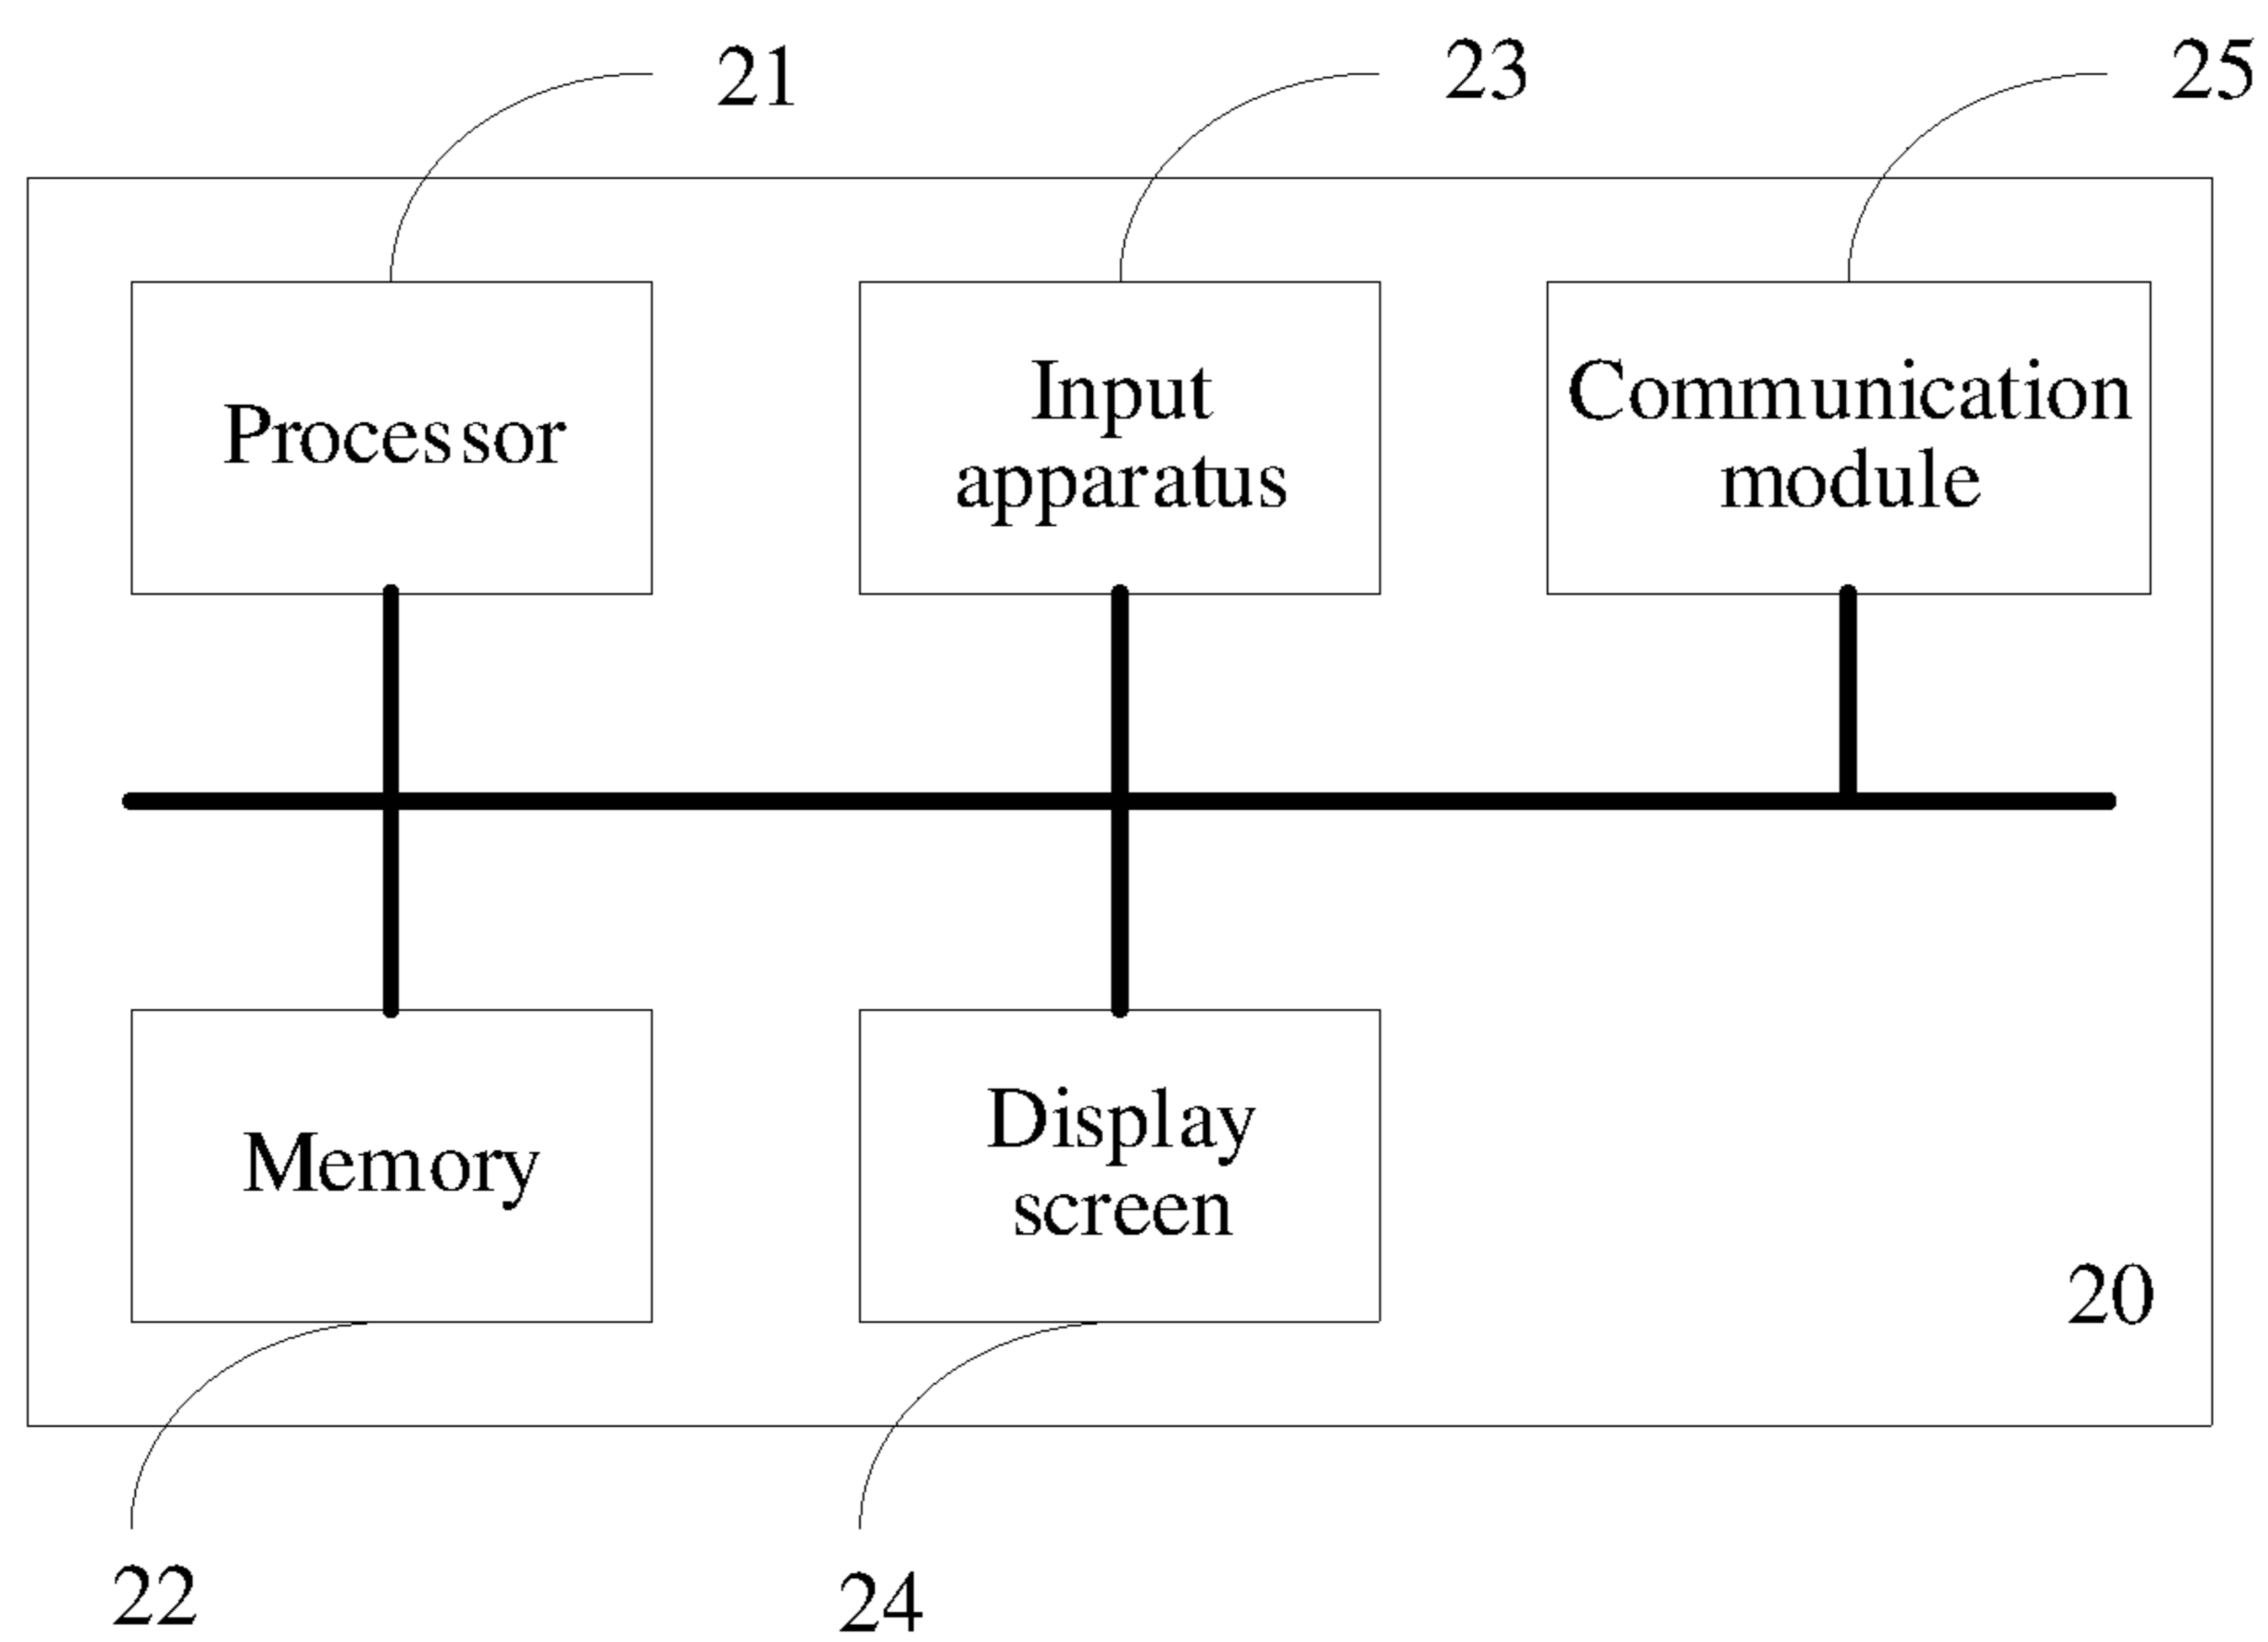 21
23
25
Processor
Input
apparatus
Communication
module
Memory
Display
screen
20
22
24